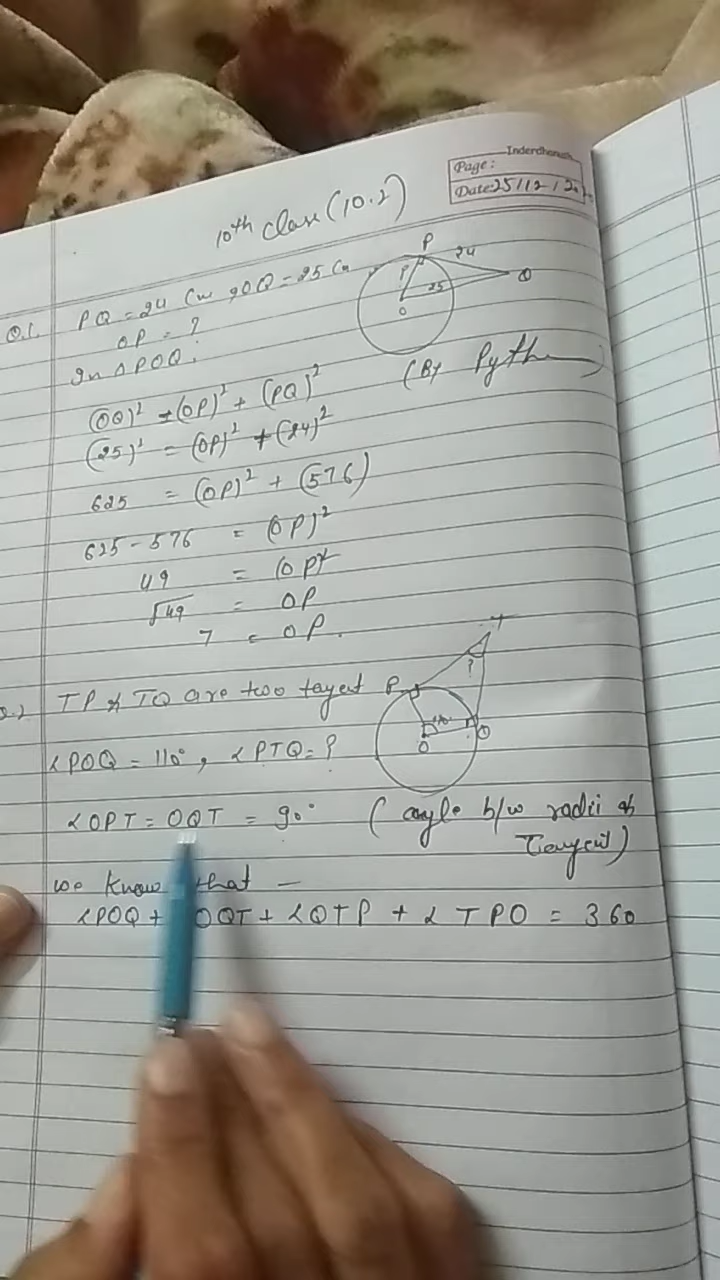 Inderdhanush
Page:
Date: 25/12/20
10th Class (10.2)
Q.1. PQ = 24 Cm, OQ = 25 Cm
OP = ?
In △POQ:
(By Pyth
P
24
Q
25
O
(OQ)² = (OP)² + (PQ)²
(25)² = (OP)² + (24)²
625 = (OP)² + (576)
625 - 576 = (OP)²
49 = (OP)²
√49 = OP
7 = OP.
2.) TP & TQ are two tangent
P
T
?
O
Q
∠POQ = 110°, ∠PTQ = ?
∠OPT = OQT = 90° (angle b/w radii &
Tangent)
We know that -
∠POQ + OQT + ∠QTP + ∠TPO = 360